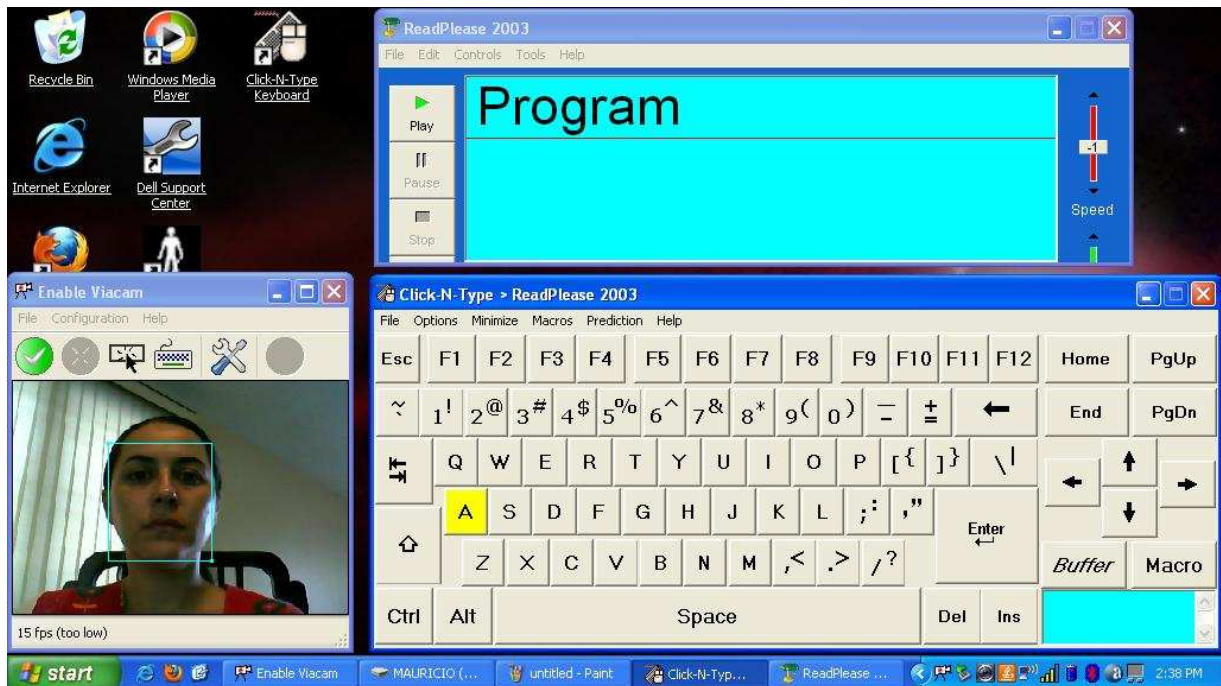 Recycle Bin
Windows Media Player
Click-N-Type Keyboard
Internet Explorer
Dell Support Center
ReadPlease 2003
File Edit Controls Tools Help
Play
Pause
Stop
Program
-1
Speed
Enable Viacam
File Configuration Help
15 fps (too low)
Click-N-Type > ReadPlease 2003
File Options Minimize Macros Prediction Help
Esc F1 F2 F3 F4 F5 F6 F7 F8 F9 F10 F11 F12 Home PgUp
~ 1! 2@ 3# 4$ 5% 6^ 7& 8* 9( 0) - _ ± ← End PgDn
Q W E R T Y U I O P [{ ]} \|
A S D F G H J K L ;: ," Enter
Z X C V B N M ,< .> /? Buffer Macro
Ctrl Alt Space Del Ins
start Enable Viacam MAURICIO (... untitled - Paint Click-N-Typ... ReadPlease ... 2:38 PM